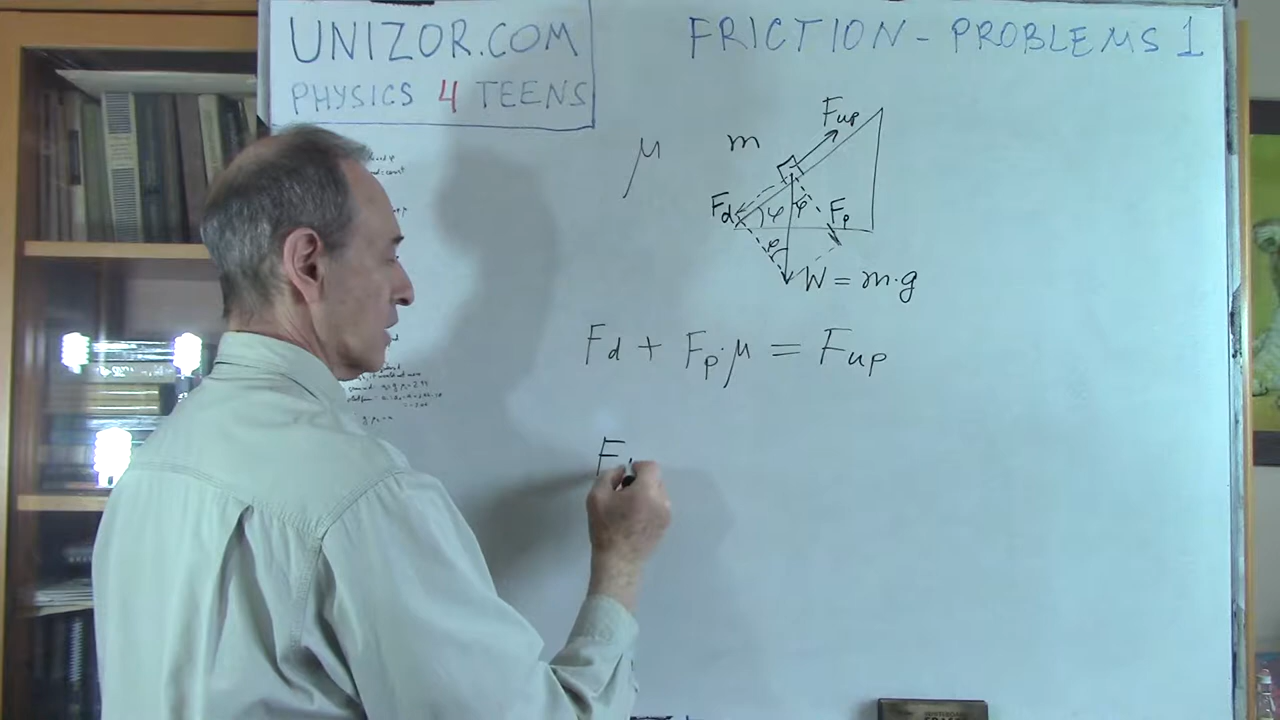 UNIZOR.COM
PHYSICS 4 TEENS
FRICTION - PROBLEMS 1
μ
m
Fup
Fd
φ
φ
Fp
φ
W = m·g
Fd + Fp·μ = Fup
F